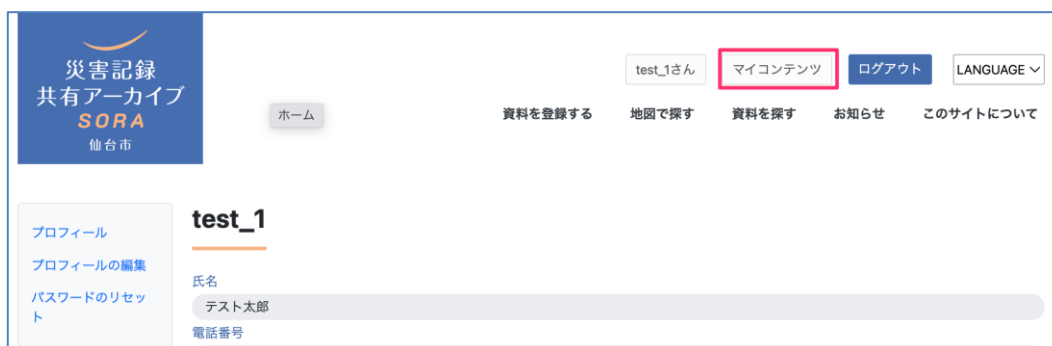 災害記録
共有アーカイブ
SORA
仙台市
test_1さん
マイコンテンツ
ログアウト
LANGUAGE
ホーム
資料を登録する
地図で探す
資料を探す
お知らせ
このサイトについて
プロフィール
プロフィールの編集
パスワードのリセッ
ト
test_1
氏名
テスト太郎
電話番号